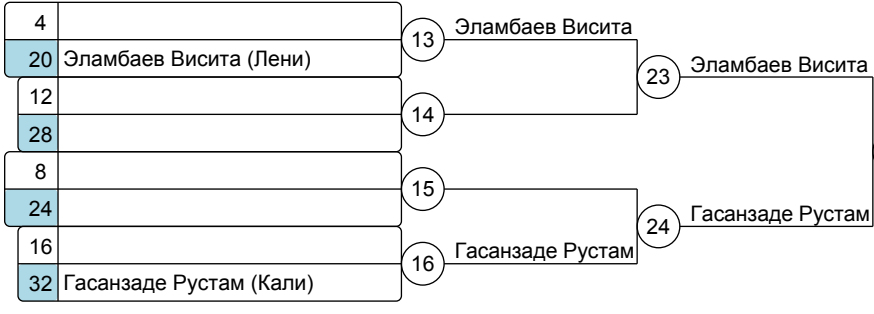 4
20 Эламбаев Висита (Лени)
12
28
8
24
16
32 Гасанзаде Рустам (Кали)
13 Эламбаев Висита
14
15
16 Гасанзаде Рустам
23 Эламбаев Висита
24 Гасанзаде Рустам